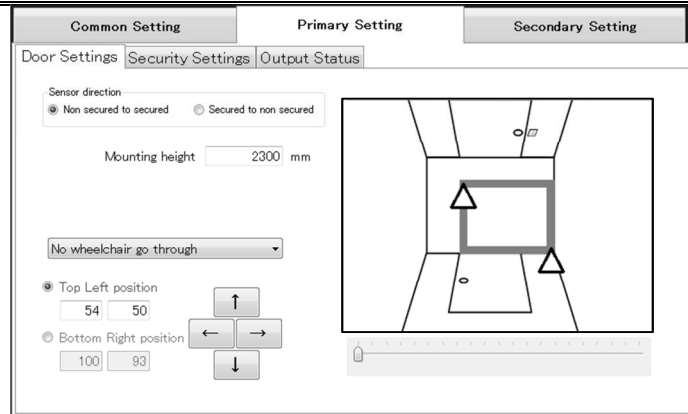 Common Setting Primary Setting Secondary Setting
Door Settings Security Settings Output Status
Sensor direction
Non secured to secured Secured to non secured
Mounting height 2300 mm
No wheelchair go through
Top Left position
54 50
↑
Bottom Right position ← →
100 93
↓